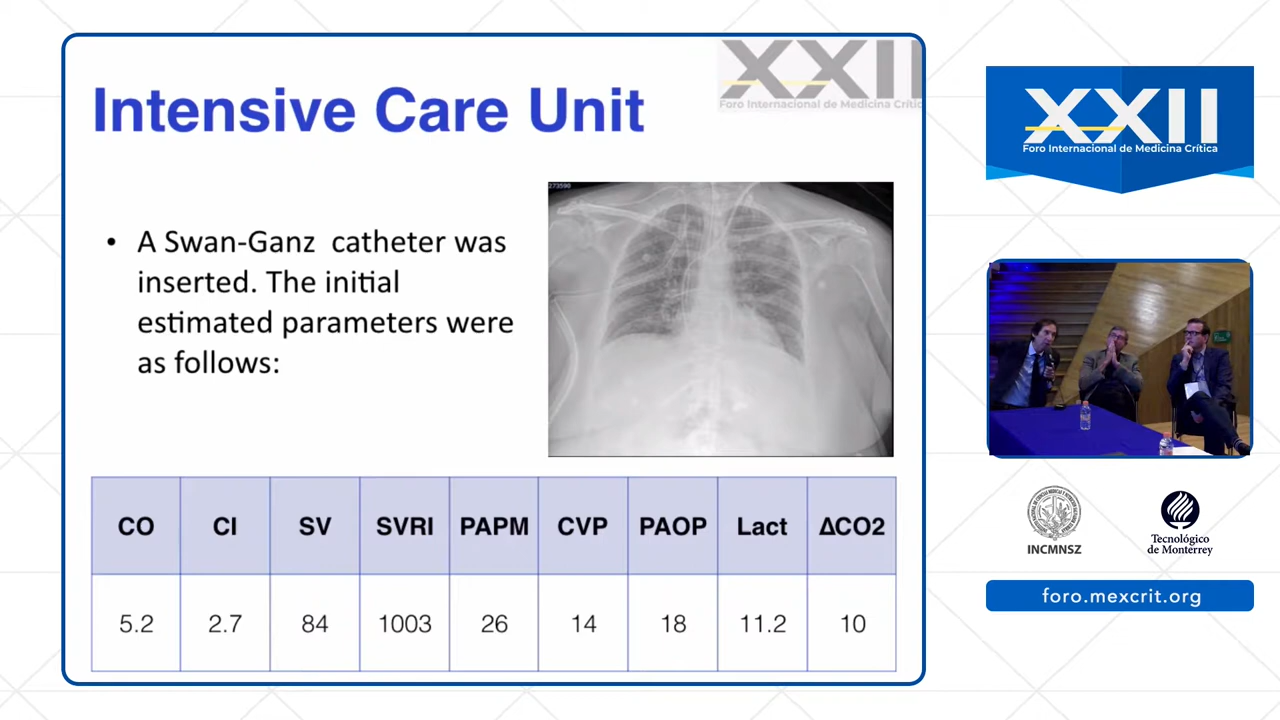 XXII
Foro Internacional de Medicina Crític
Intensive Care Unit
273590
• A Swan-Ganz catheter was
inserted. The initial
estimated parameters were
as follows:
CO CI SV SVRI PAPM CVP PAOP Lact ΔCO2
5.2 2.7 84 1003 26 14 18 11.2 10
XXII
Foro Internacional de Medicina Crítica
INCMNSZ
Tecnológico
de Monterrey
foro.mexcrit.org